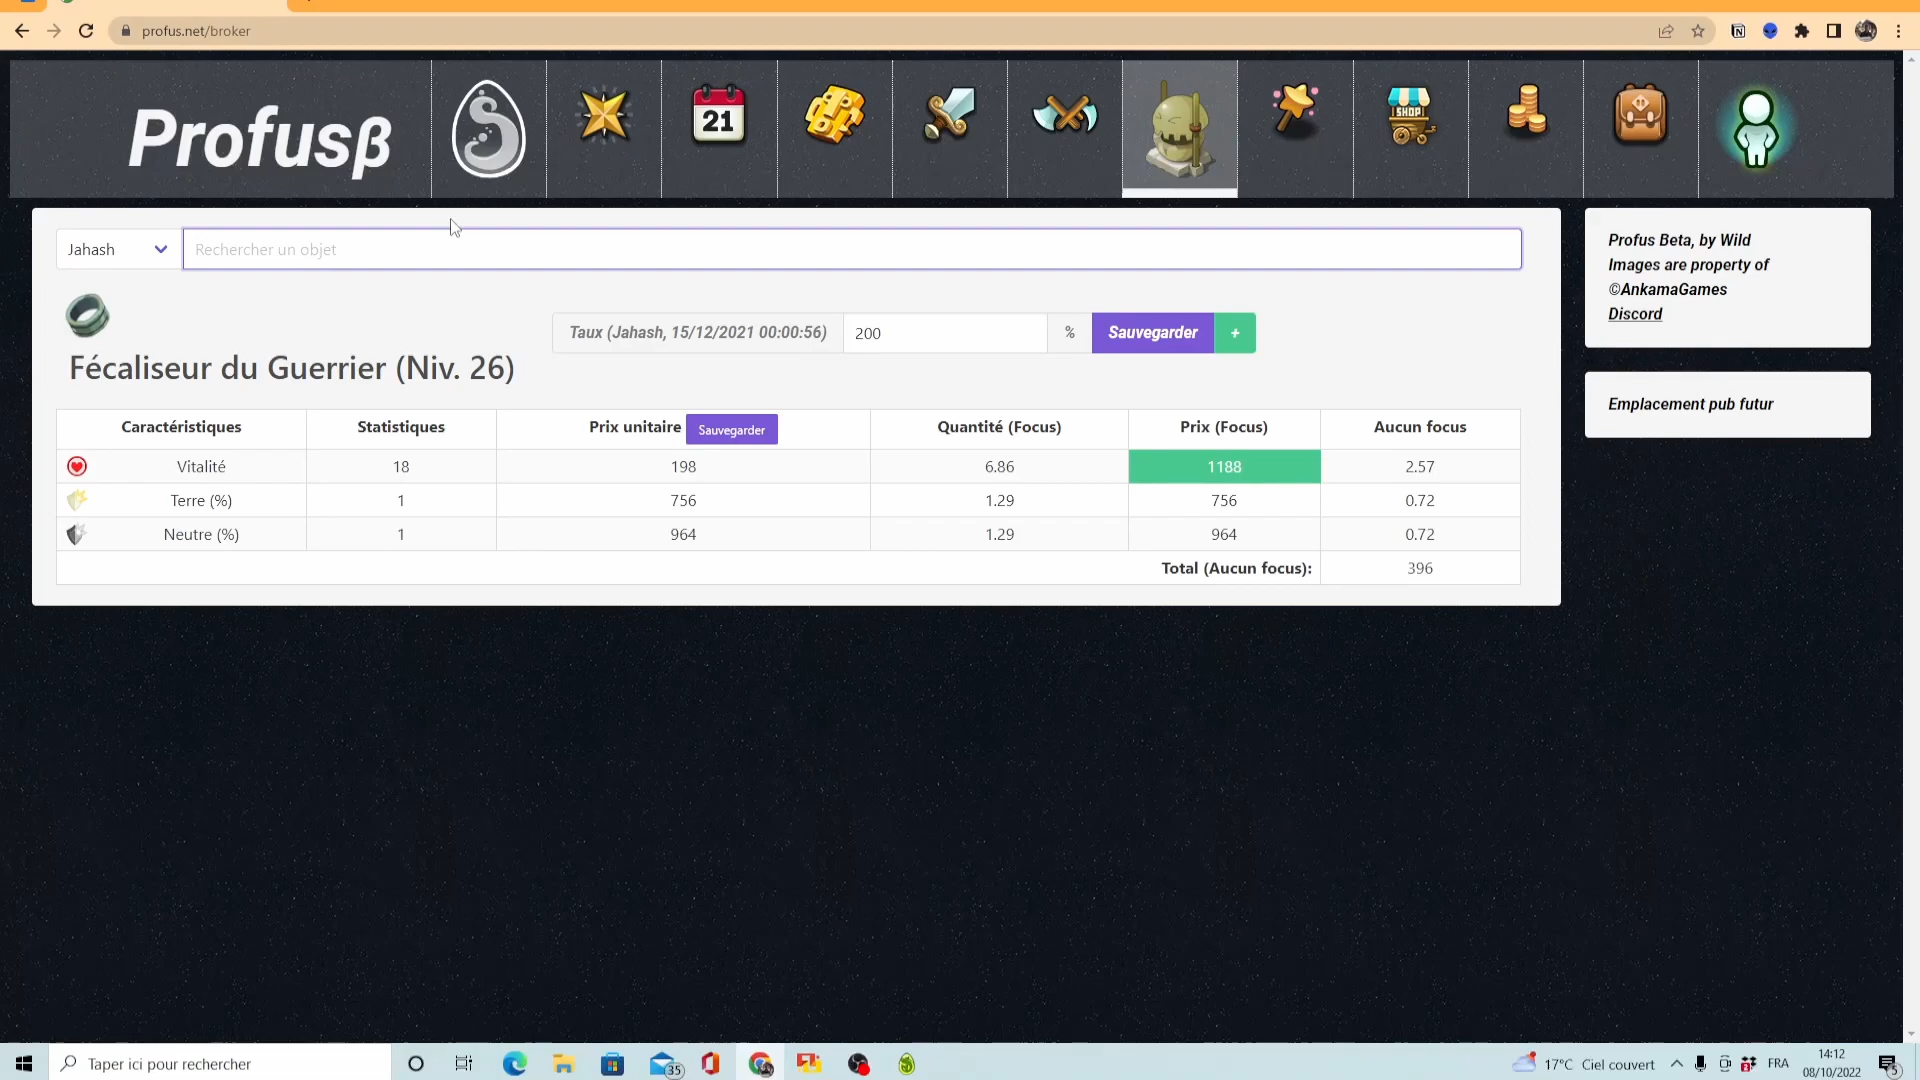 profus.net/broker
Profusβ
21
SHOP
Jahash
Rechercher un objet
Profus Beta, by Wild
Images are property of
©AnkamaGames
Discord
Emplacement pub futur
Taux (Jahash, 15/12/2021 00:00:56) 200 % Sauvegarder +
Fécaliseur du Guerrier (Niv. 26)
Caractéristiques Statistiques Prix unitaire Sauvegarder Quantité (Focus) Prix (Focus) Aucun focus
Vitalité 18 198 6.86 1188 2.57
Terre (%) 1 756 1.29 756 0.72
Neutre (%) 1 964 1.29 964 0.72
Total (Aucun focus): 396
Taper ici pour rechercher
35
17°C Ciel couvert
FRA
14:12
08/10/2022
5